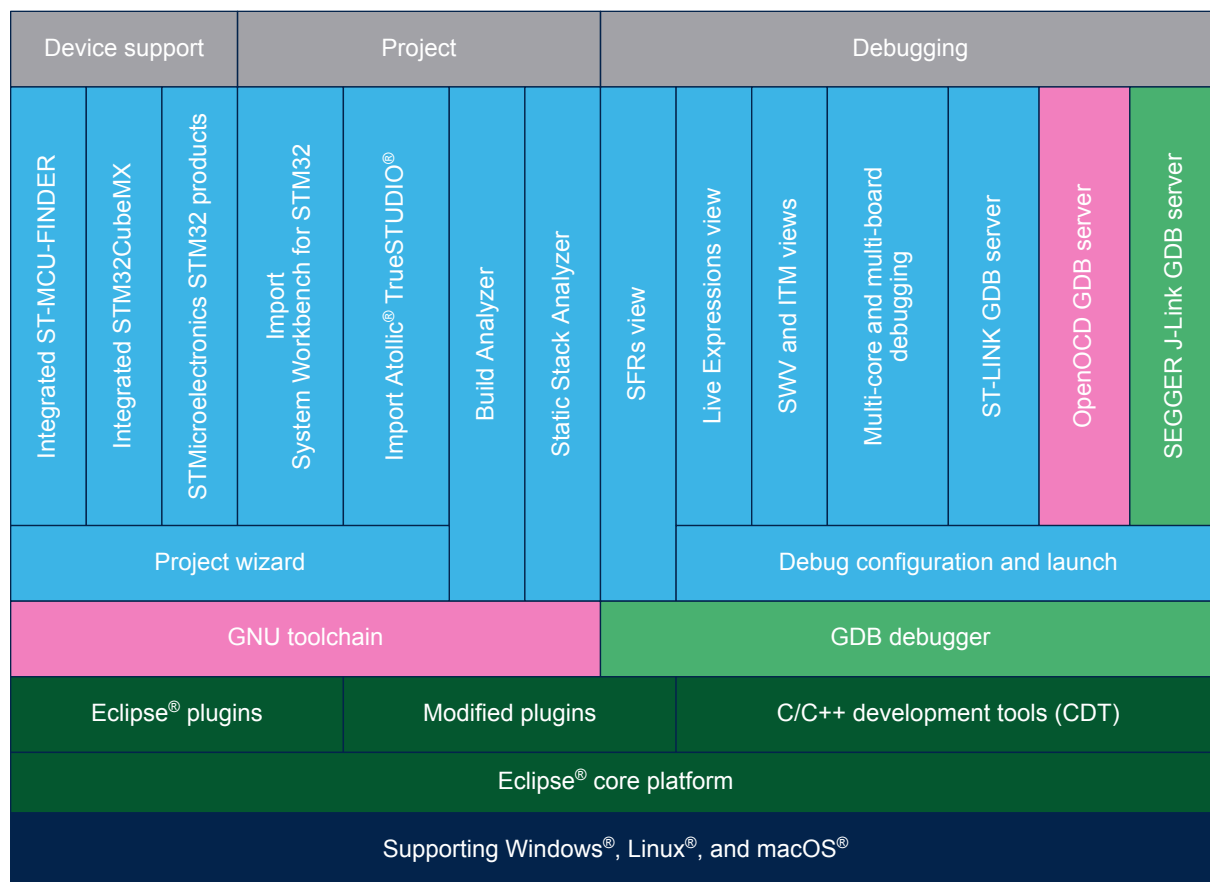 Device support
Project
Debugging
Integrated ST-MCU-FINDER
Integrated STM32CubeMX
STMicroelectronics STM32 products
Import
System Workbench for STM32
Import Atollic® TrueSTUDIO®
Build Analyzer
Static Stack Analyzer
SFRs view
Live Expressions view
SWV and ITM views
Multi-core and multi-board
debugging
ST-LINK GDB server
OpenOCD GDB server
SEGGER J-Link GDB server
Project wizard
Debug configuration and launch
GNU toolchain
GDB debugger
Eclipse® plugins
Modified plugins
C/C++ development tools (CDT)
Eclipse® core platform
Supporting Windows®, Linux®, and macOS®